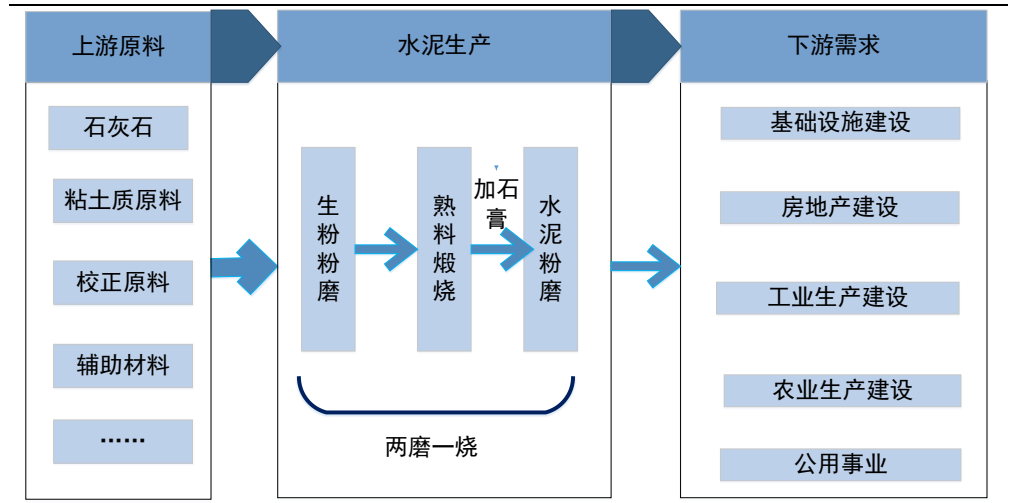 上游原料
水泥生产
下游需求
石灰石
粘土质原料
校正原料
辅助材料
……
生粉粉磨
熟料煅烧
加石
膏
水泥粉磨
两磨一烧
基础设施建设
房地产建设
工业生产建设
农业生产建设
公用事业